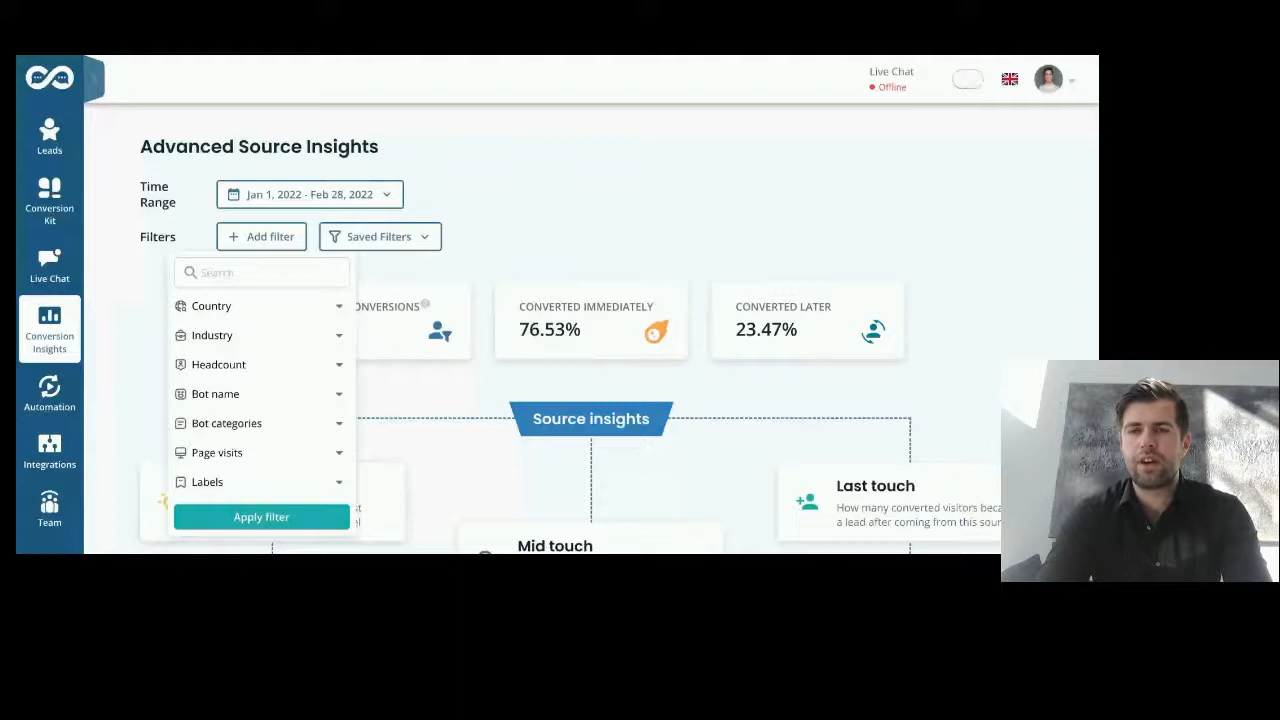 Live Chat
Offline
Leads
Conversion
Kit
Live Chat
Conversion
Insights
Automation
Integrations
Team
Advanced Source Insights
Time
Range
Jan 1, 2022 - Feb 28, 2022
Filters
+ Add filter
Saved Filters
Search
Country
Industry
Headcount
Bot name
Bot categories
Page visits
Labels
Apply filter
CONVERTED IMMEDIATELY
76.53%
CONVERTED LATER
23.47%
Source insights
Last touch
How many converted visitors
a lead after coming from this
Mid touch